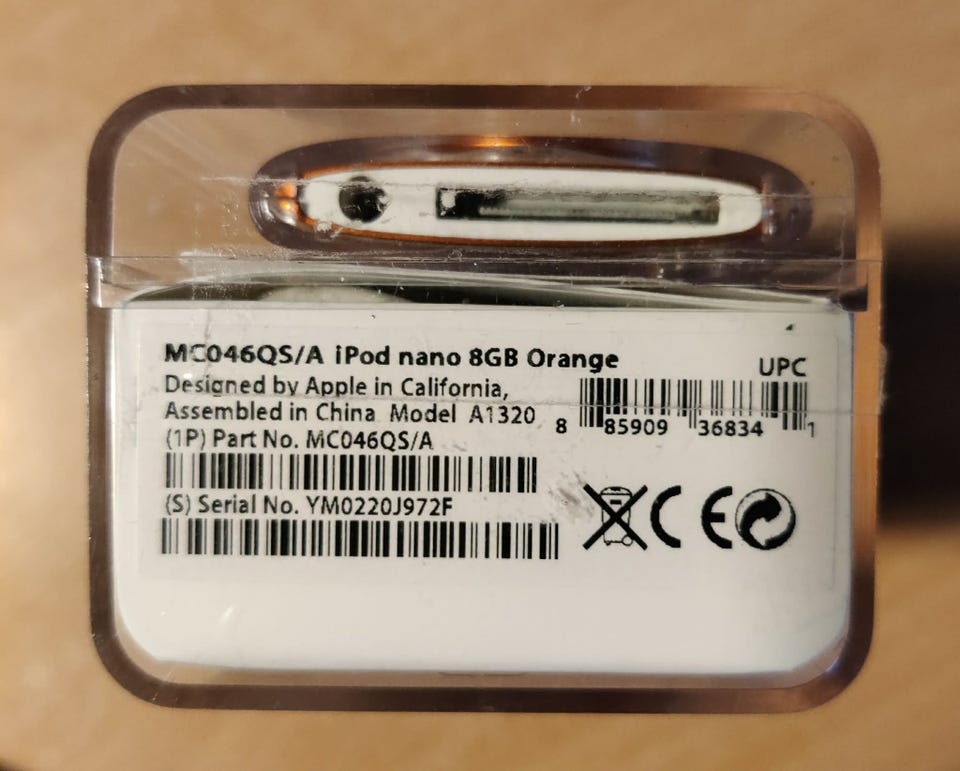 MC046QS/A iPod nano 8GB Orange
Designed by Apple in California,
Assembled in China Model A1320
(1P) Part No. MC046QS/A
(S) Serial No. YM0220J972F
UPC
8 85909 36834 1
CE